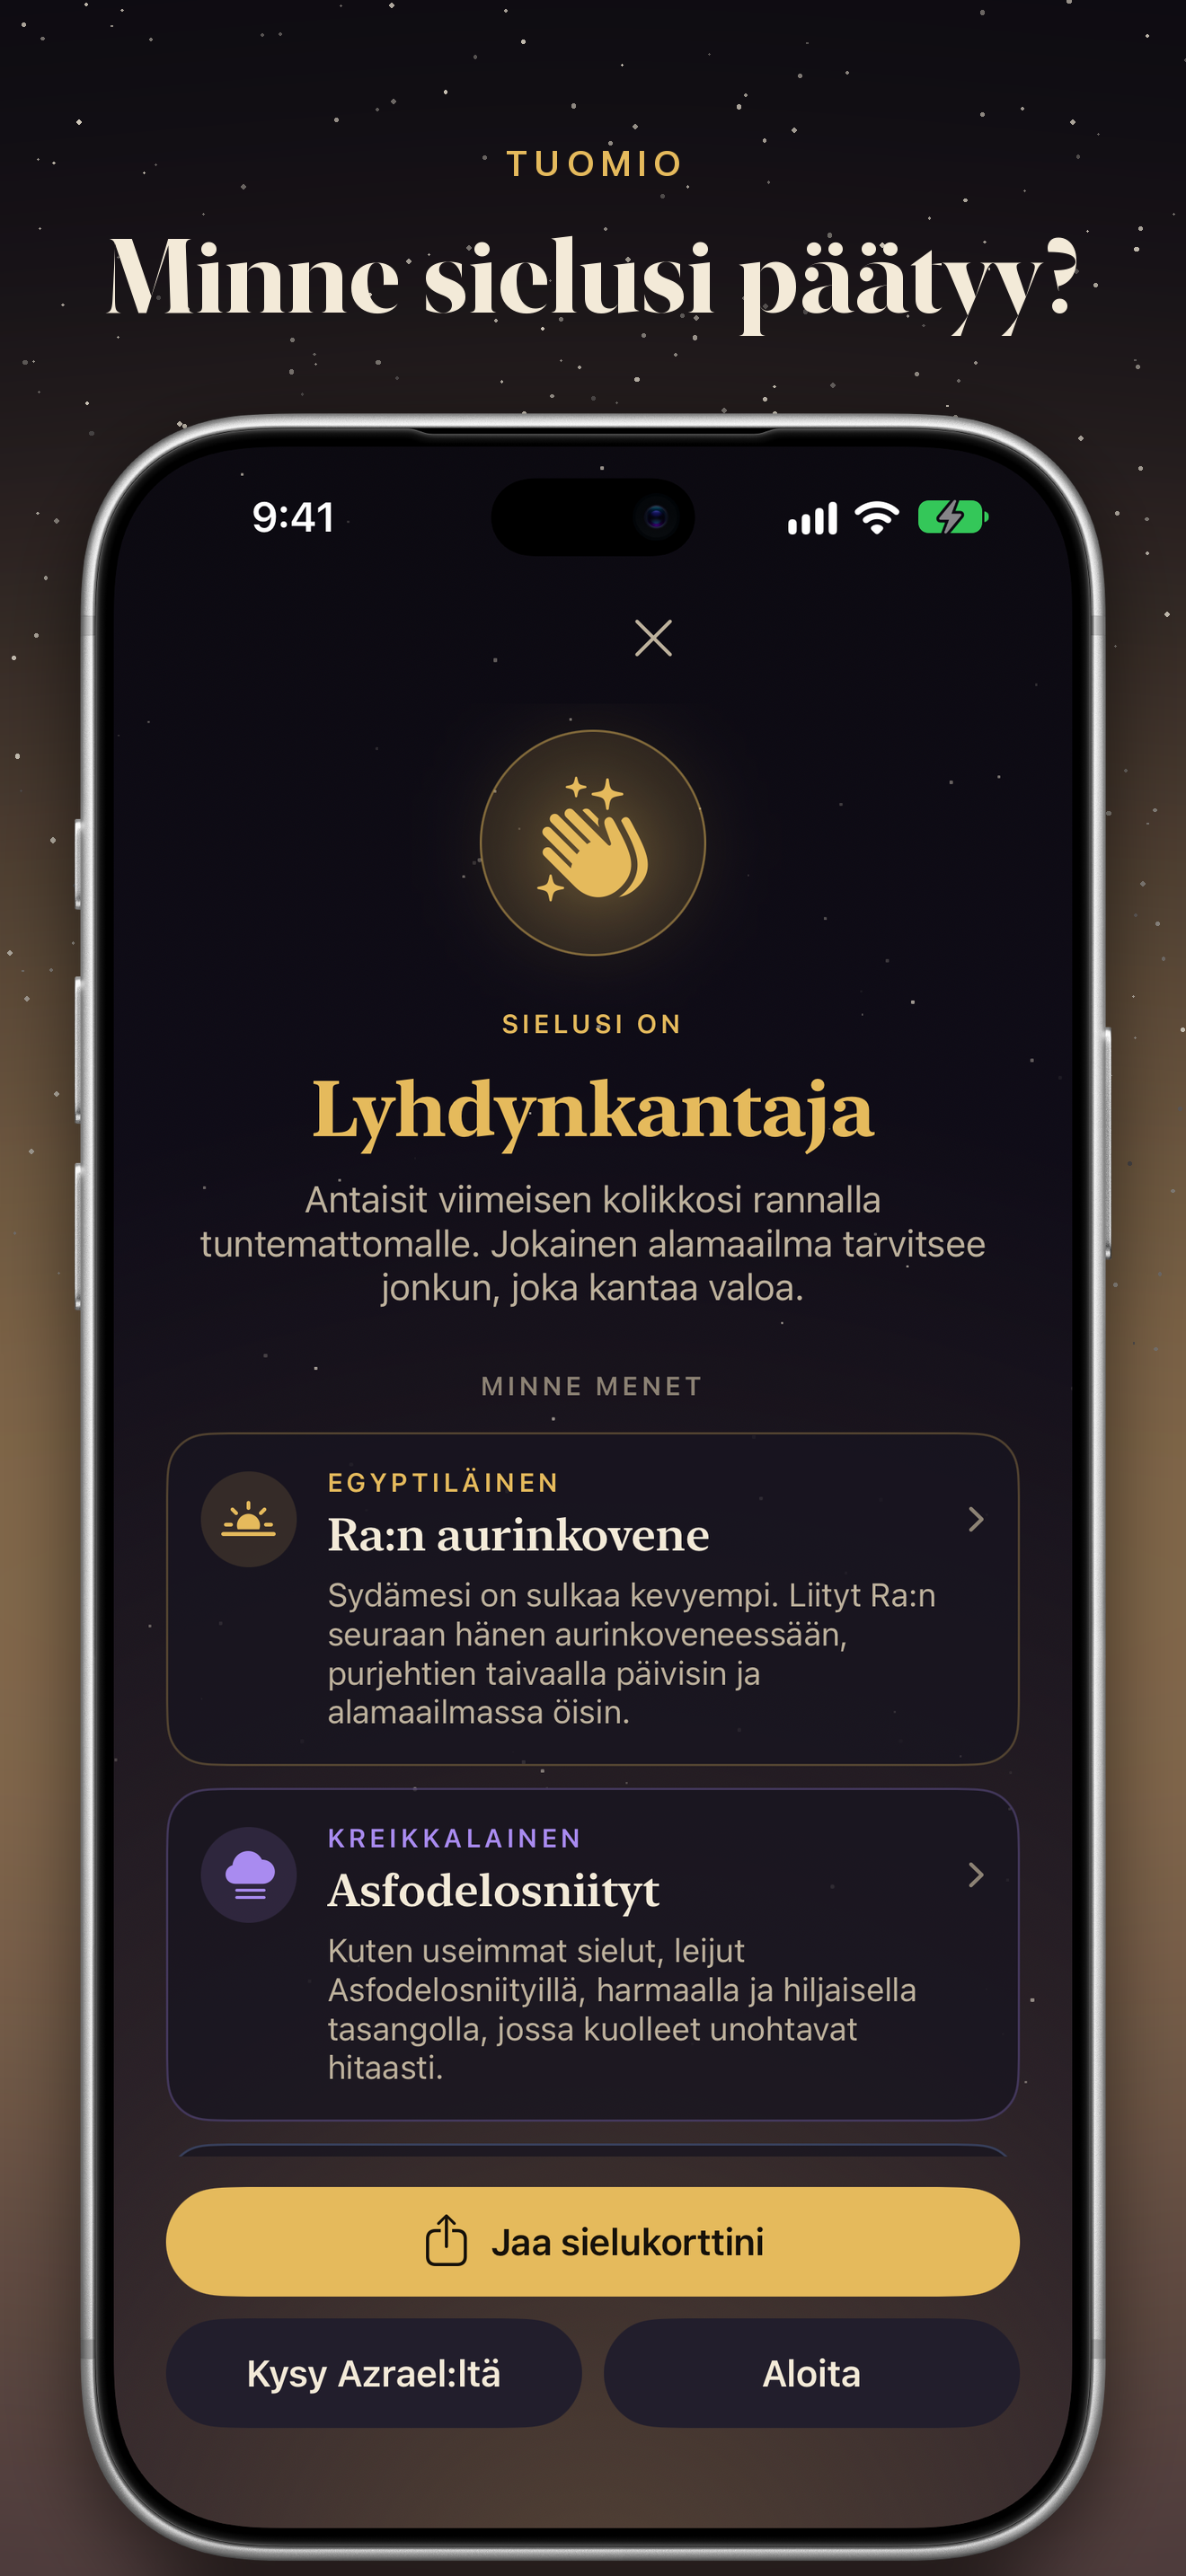 TUOMIO
Minne sielusi päätyy?
9:41
SIELUSI ON
Lyhdynkantaja
Antaisit viimeisen kolikkosi rannalla
tuntemattomalle. Jokainen alamaailma tarvitsee
jonkun, joka kantaa valoa.
MINNE MENET
EGYPTILÄINEN
Ra:n aurinkovene
Sydämesi on sulkaa kevyempi. Liityt Ra:n
seuraan hänen aurinkoveneessään,
purjehtien taivaalla päivisin ja
alamaailmassa öisin.
KREIKKALAINEN
Asfodelosniityt
Kuten useimmat sielut, leijut
Asfodelosniityillä, harmaalla ja hiljaisella
tasangolla, jossa kuolleet unohtavat
hitaasti.
Jaa sielukorttini
Kysy Azrael:ltä
Aloita